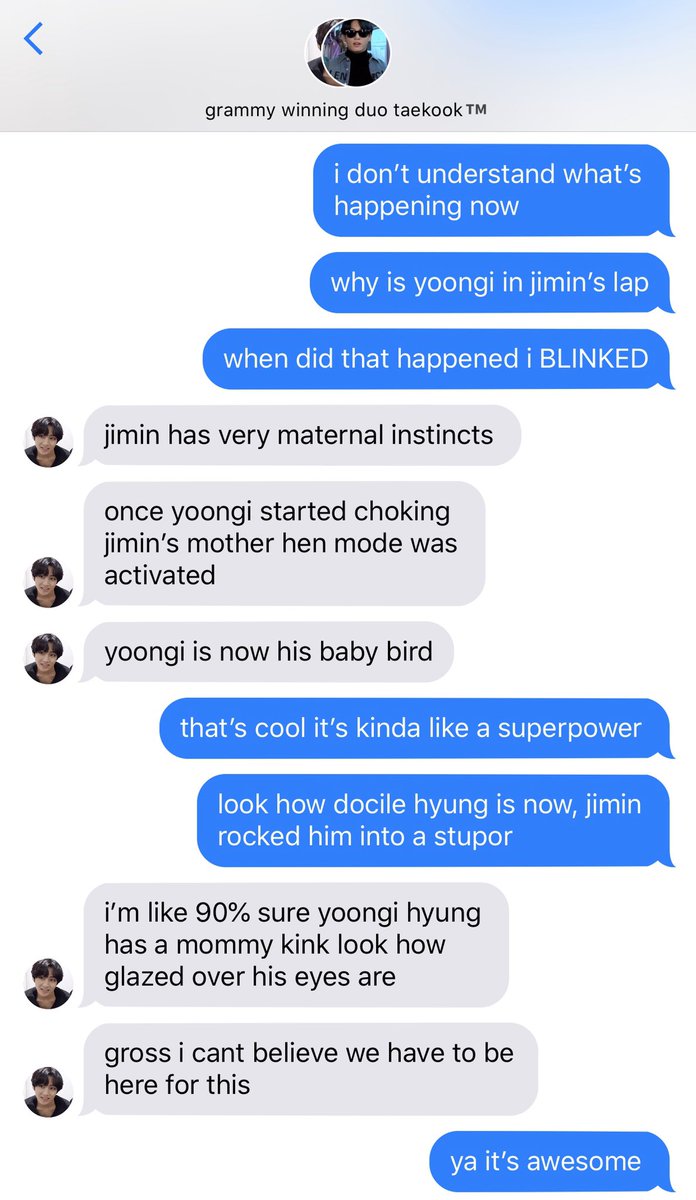 grammy winning duo taekook™
i don't understand what's
happening now
why is yoongi in jimin's lap
when did that happened i BLINKED
jimin has very maternal instincts
once yoongi started choking
jimin's mother hen mode was
activated
yoongi is now his baby bird
that's cool it's kinda like a superpower
look how docile hyung is now, jimin
rocked him into a stupor
i'm like 90% sure yoongi hyung
has a mommy kink look how
glazed over his eyes are
gross i cant believe we have to be
here for this
ya it's awesome